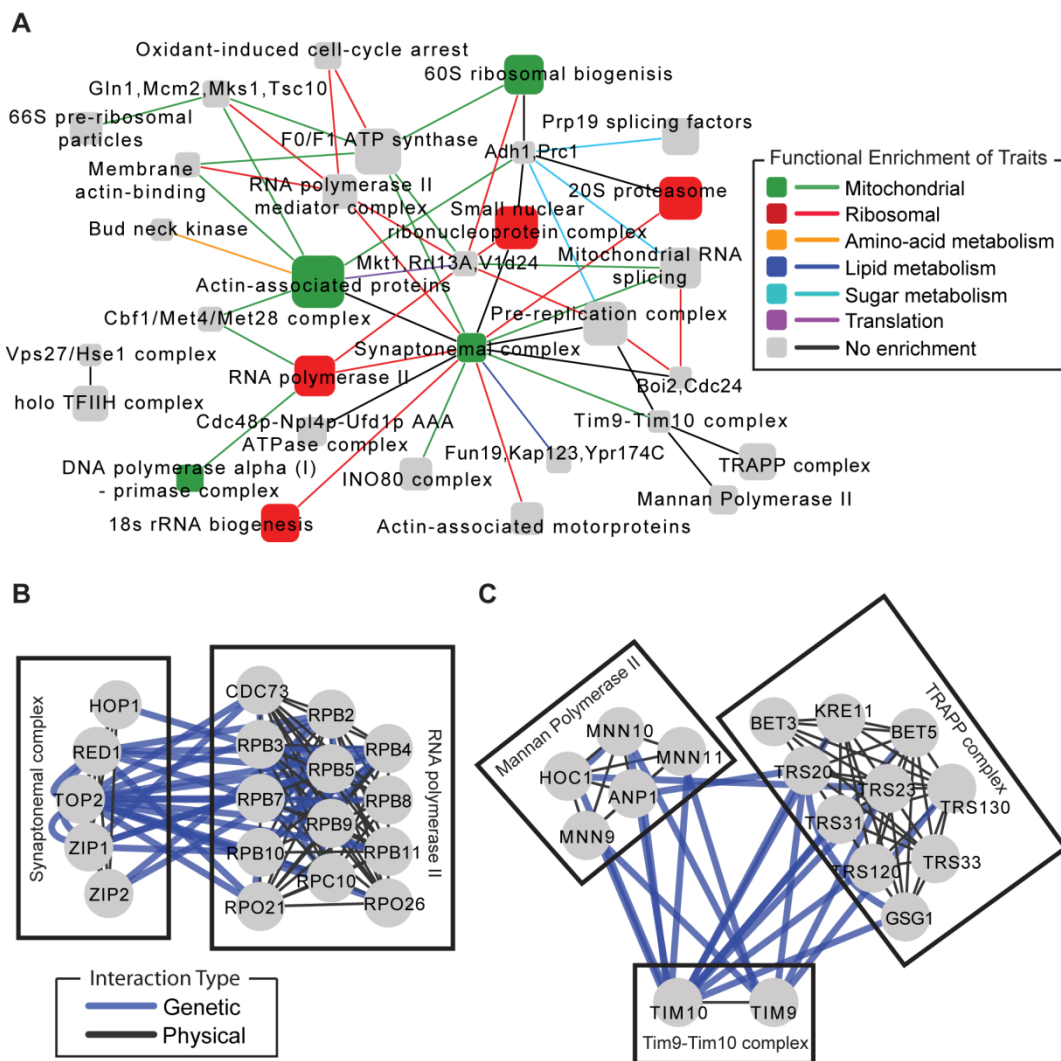 A
Oxidant-induced cell-cycle arrest
60S ribosomal biogenisis
Gln1,Mcm2,Mks1,Tsc10
66S pre-ribosomal
particles
F0/F1 ATP synthase
Prp19 splicing factors
Adh1,Prc1
Membrane
actin-binding
RNA polymerase II
mediator complex
20S proteasome
Small nuclear
ribonucleoprotein complex
Bud neck kinase
Mkt1,Rrl13A,V1d24
Mitochondrial RNA
splicing
Actin-associated proteins
Pre-replication complex
Cbf1/Met4/Met28 complex
Synaptonemal complex
Vps27/Hse1 complex
RNA polymerase II
Boi2,Cdc24
holo TFIIH complex
Cdc48p-Npl4p-Ufd1p AAA
ATPase complex
Tim9-Tim10 complex
Fun19,Kap123,Ypr174C
TRAPP complex
DNA polymerase alpha (I)
- primase complex
INO80 complex
Mannan Polymerase II
18s rRNA biogenesis
Actin-associated motorproteins
Functional Enrichment of Traits
Mitochondrial
Ribosomal
Amino-acid metabolism
Lipid metabolism
Sugar metabolism
Translation
No enrichment
B
Synaptonemal complex
HOP1
RED1
TOP2
ZIP1
ZIP2
CDC73
RPB2
RPB3
RPB4
RPB5
RPB7
RPB8
RPB9
RPB10
RPB11
RPC10
RPO21
RPO26
RNA polymerase II
Interaction Type
Genetic
Physical
C
Mannan Polymerase II
MNN10
MNN11
HOC1
ANP1
MNN9
TRAPP complex
BET3
KRE11
BET5
TRS20
TRS23
TRS130
TRS31
TRS33
TRS120
GSG1
TIM10
TIM9
Tim9-Tim10 complex